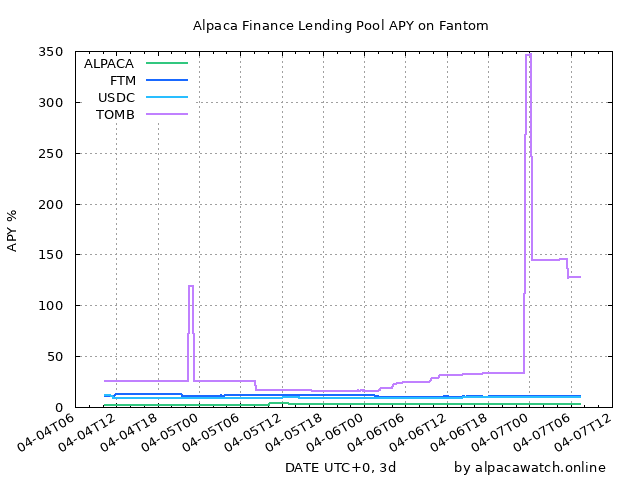 Alpaca Finance Lending Pool APY on Fantom
350
300
250
200
150
100
50
0
APY %
ALPACA
FTM
USDC
TOMB
04-04T06
04-04T12
04-04T18
04-05T00
04-05T06
04-05T12
04-05T18
04-06T00
04-06T06
04-06T12
04-06T18
04-07T00
04-07T06
04-07T12
DATE UTC+0, 3d
by alpacawatch.online